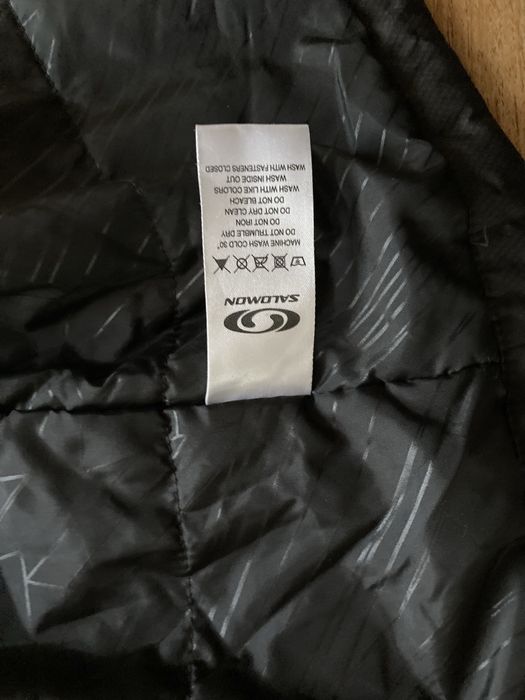 SALOMON
MACHINE WASH COLD 30°
DO NOT TRUMBLE DRY
DO NOT IRON
DO NOT DRY CLEAN
DO NOT BLEACH
WASH WITH LIKE COLORS
WASH INSIDE OUT
WASH WITH FASTENERS CLOSED